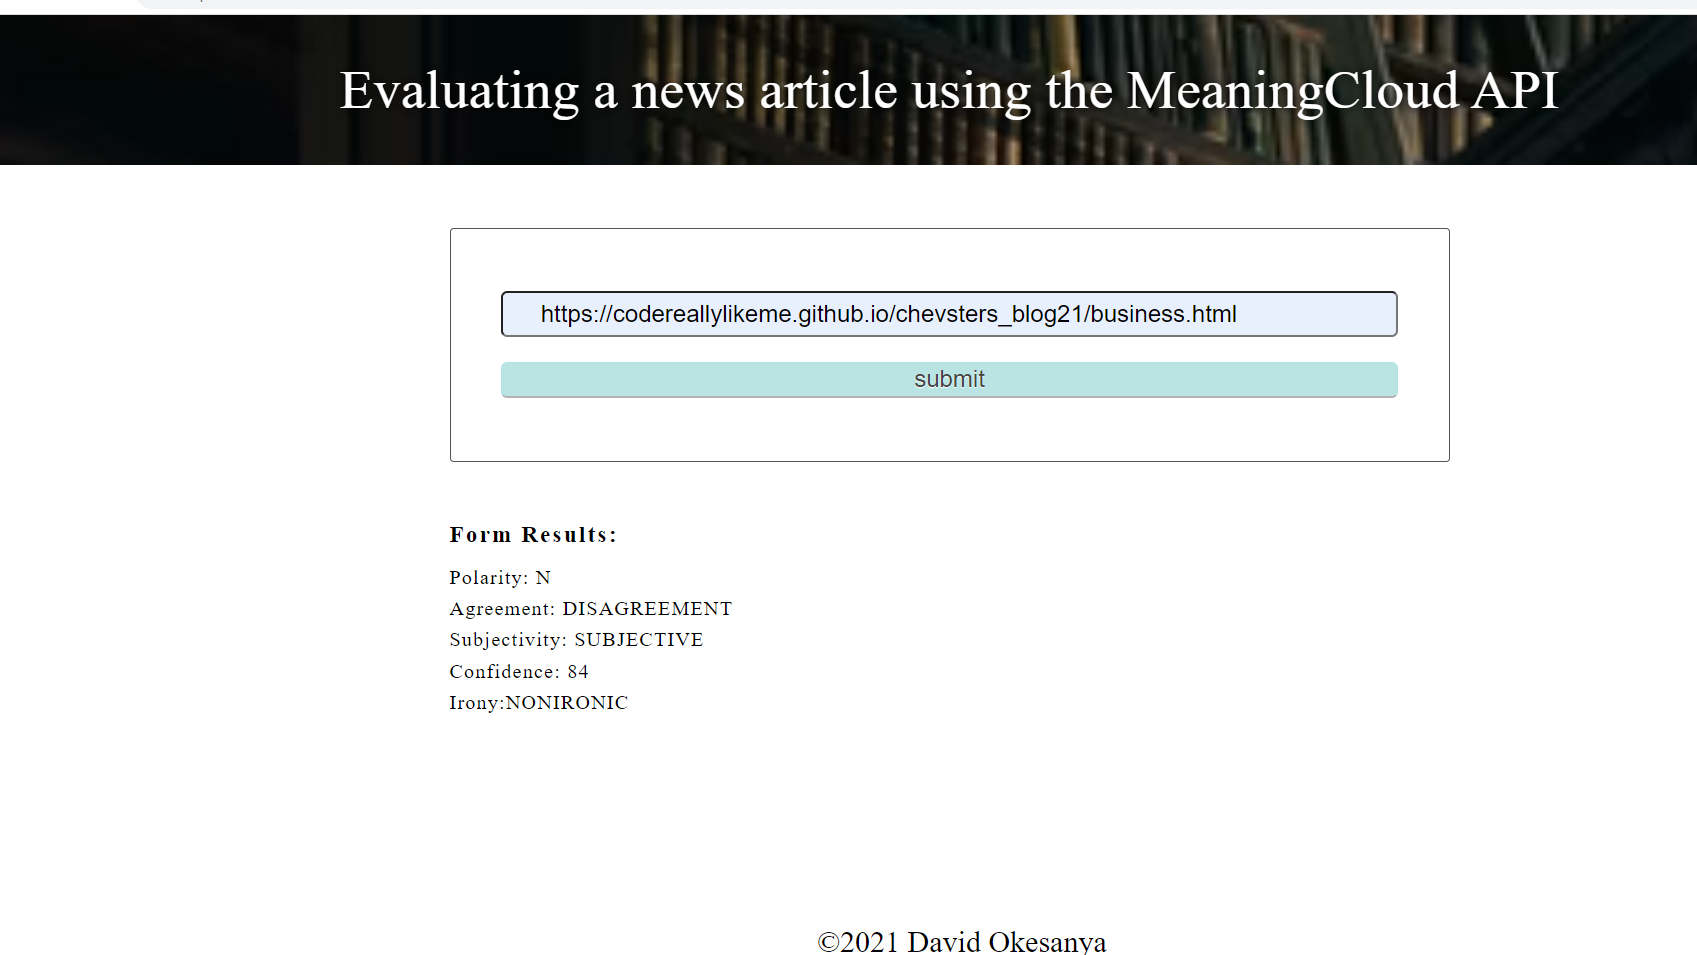 Evaluating a news article using the MeaningCloud API
https://codereallylikeme.github.io/chevsters_blog21/business.html
submit
Form Results:
Polarity: N
Agreement: DISAGREEMENT
Subjectivity: SUBJECTIVE
Confidence: 84
Irony:NONIRONIC
©2021 David Okesanya